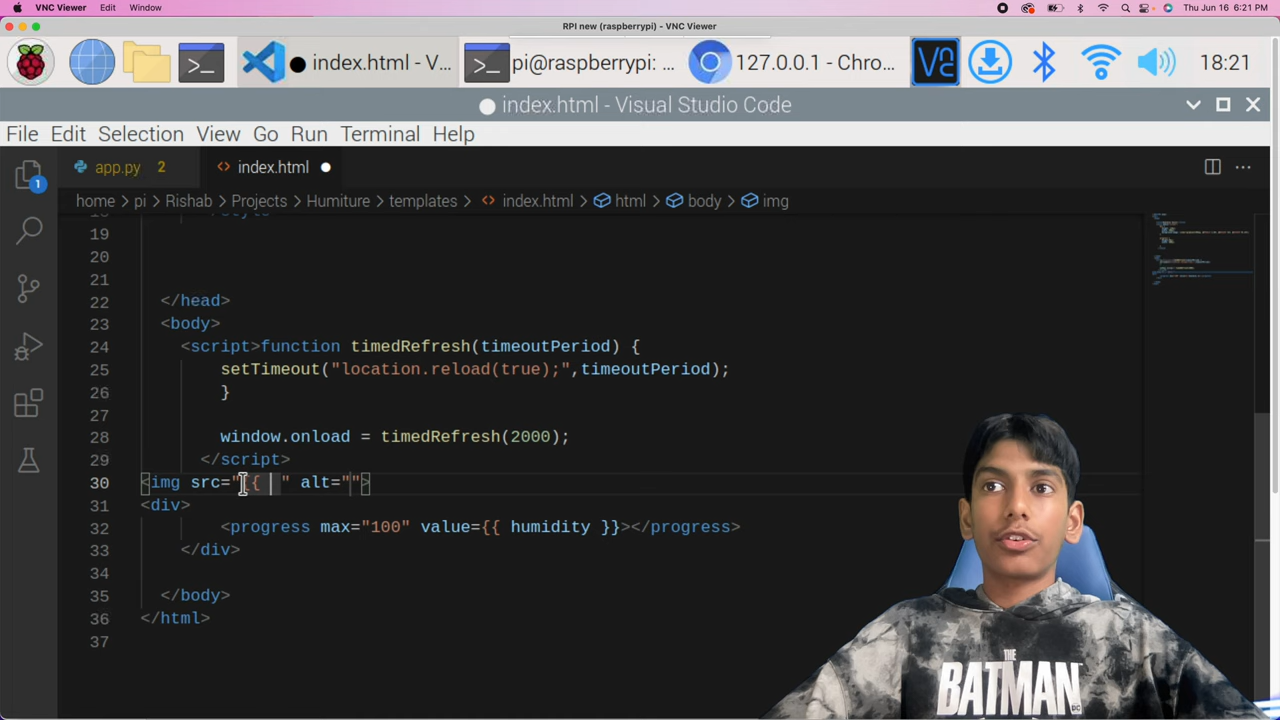 VNC Viewer Edit Window Thu Jun 16 6:21 PM
RPI new (raspberrypi) - VNC Viewer
index.html - V... pi@raspberrypi: ... 127.0.0.1 - Chro... 18:21
index.html - Visual Studio Code
File Edit Selection View Go Run Terminal Help
app.py 2 index.html
home > pi > Rishab > Projects > Humiture > templates > index.html > html > body > img
1
19
20
21
22 </head>
23 <body>
24 <script>function timedRefresh(timeoutPeriod) {
25 setTimeout("location.reload(true);",timeoutPeriod);
26 }
27
28 window.onload = timedRefresh(2000);
29 </script>
30 <img src="{{ " alt="">
31 <div>
32 <progress max="100" value={{ humidity }}></progress>
33 </div>
34
35 </body>
36 </html>
37
THE
BATMAN